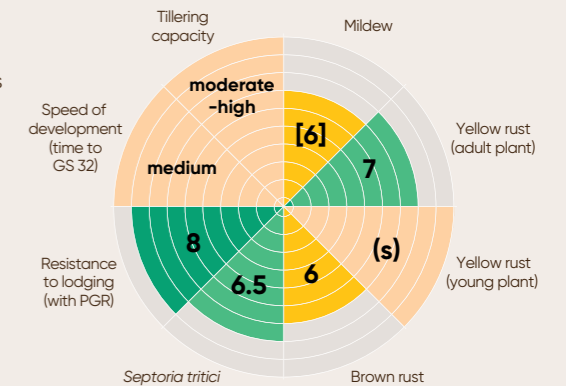 Tillering
capacity
Mildew
moderate
-high
[6]
Speed of
development
(time to
GS 32)
Yellow rust
(adult plant)
7
medium
8
(s)
6.5
6
Resistance
to lodging
(with PGR)
Yellow rust
(young plant)
Septoria tritici
Brown rust